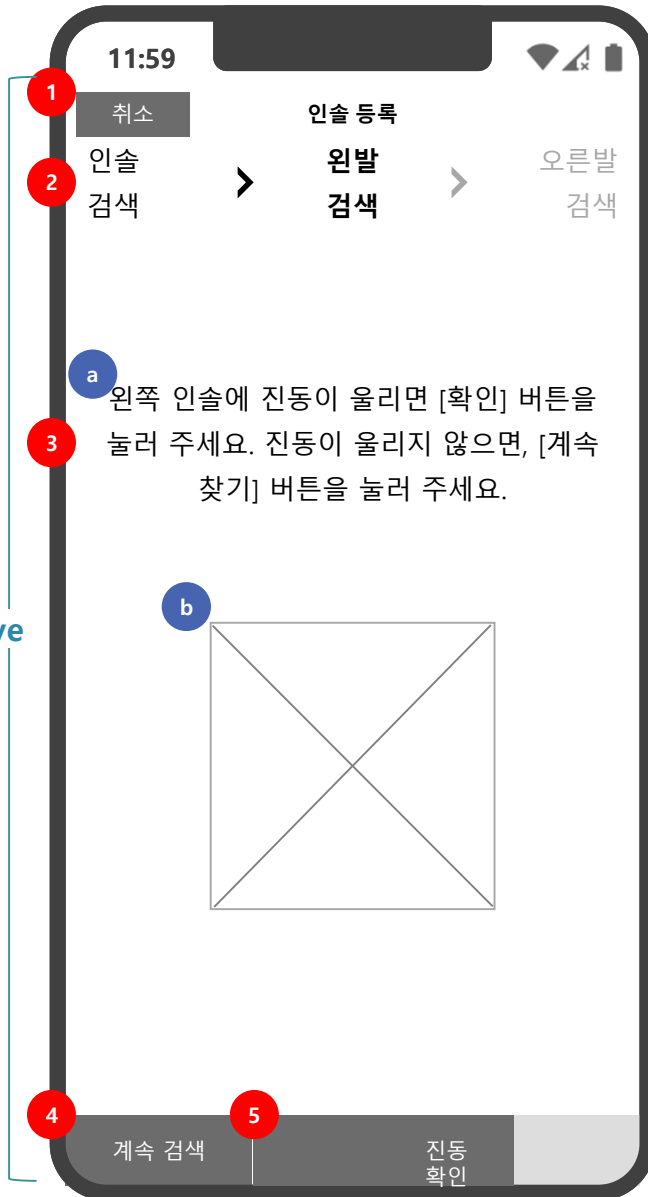 11:59
1
취소
인솔 등록
2
인솔
검색
왼발
검색
오른발
검색
a
왼쪽 인솔에 진동이 울리면 [확인] 버튼을
3
눌러 주세요. 진동이 울리지 않으면, [계속
찾기] 버튼을 눌러 주세요.
b
4
계속 검색
5
진동
확인